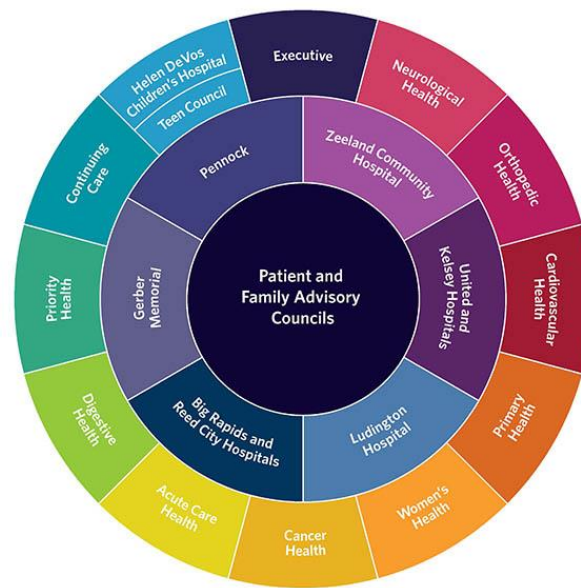 Executive
Neurological
Health
Orthopedic
Health
Cardiovascular
Health
Primary
Health
Women's
Health
Cancer
Health
Acute Care
Health
Digestive
Health
Priority
Health
Continuing
Care
Helen DeVos
Children's Hospital
Teen Council
Pennock
Zeeland Community
Hospital
United and
Kelsey Hospitals
Ludington
Hospital
Big Rapids and
Reed City Hospitals
Gerber
Memorial
Patient and
Family Advisory
Councils